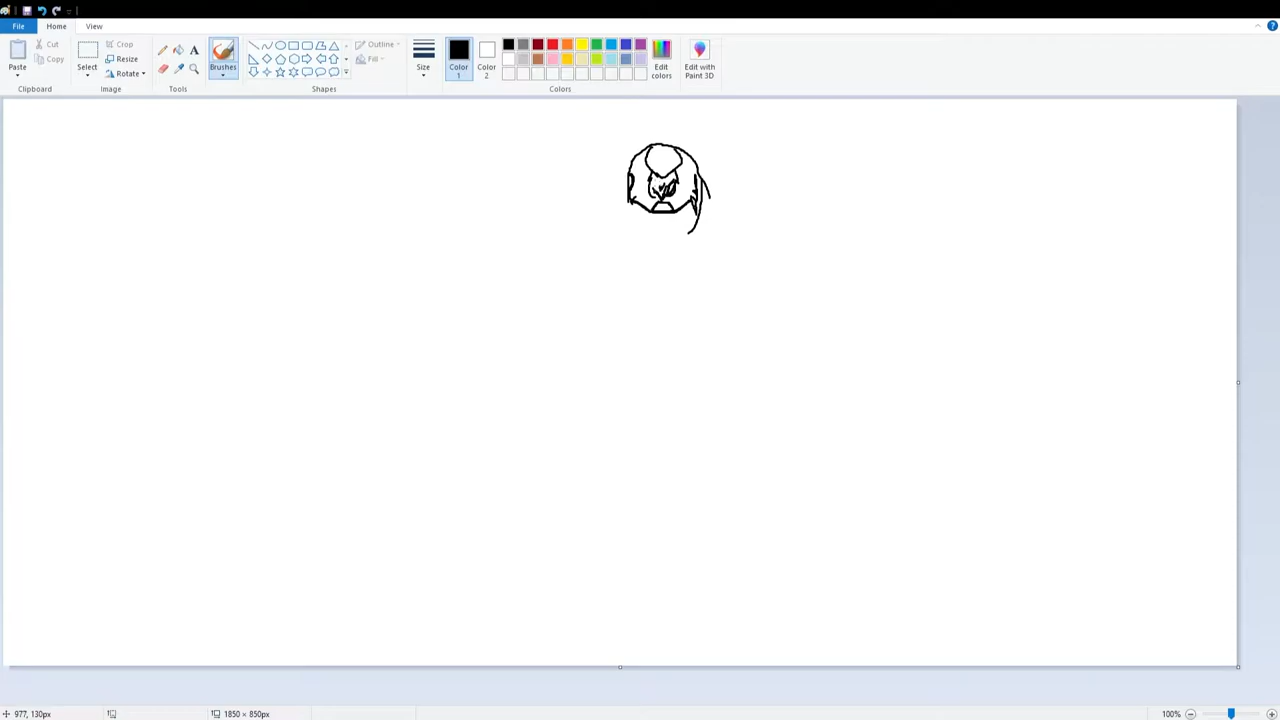 File Home View
Paste Cut Copy
Clipboard
Select Crop Resize Rotate
Image
Tools
Brushes
Outline Fill
Shapes
Size
Color 1
Color 2
Edit colors
Colors
Edit with Paint 3D
977, 130px
1850 × 850px
100%